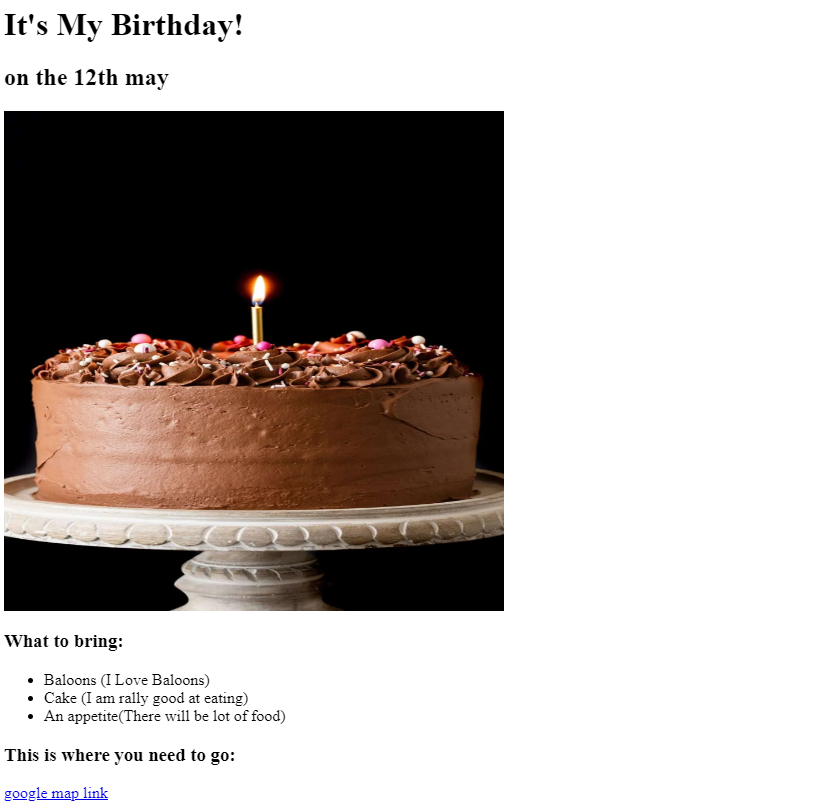 It's My Birthday!
on the 12th may
What to bring:
Baloons (I Love Baloons)
Cake (I am rally good at eating)
An appetite(There will be lot of food)
This is where you need to go:
google map link